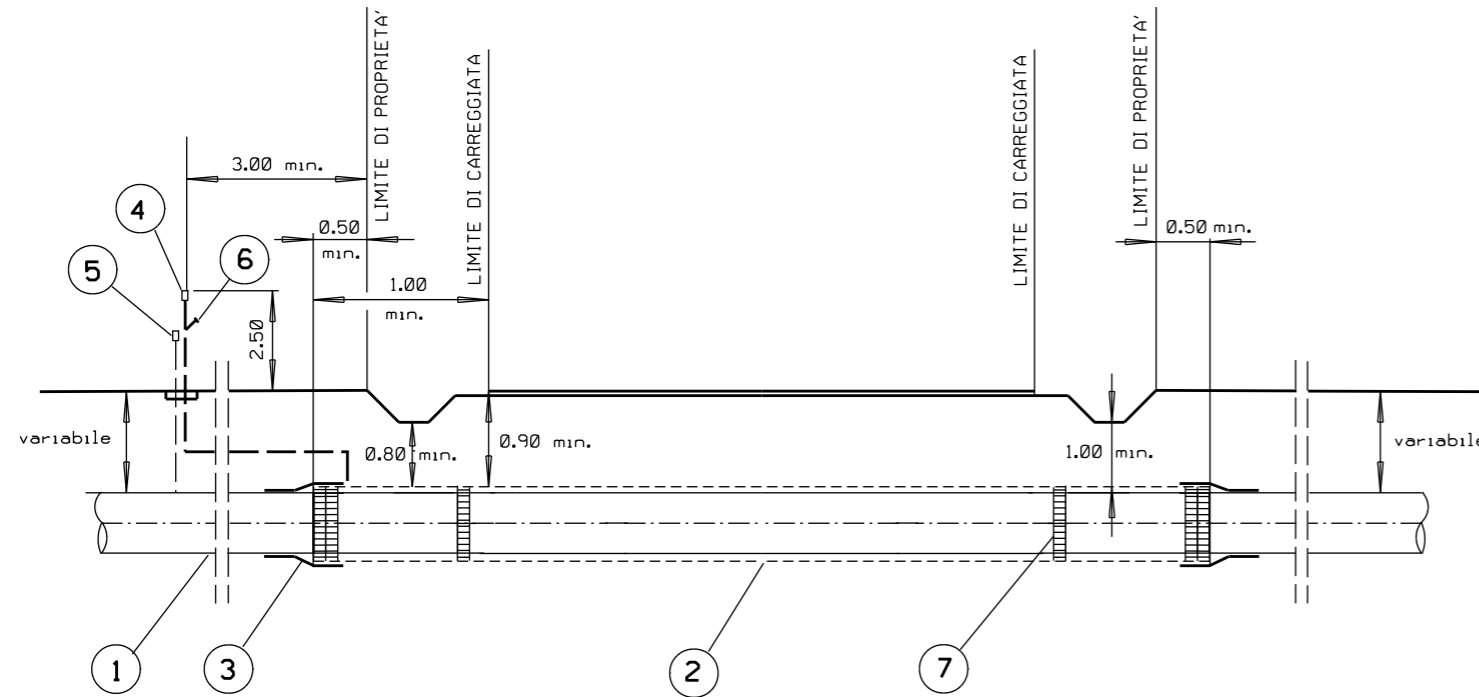 LIMITE DI PROPRIETA'
LIMITE DI CARREGGIATA
LIMITE DI CARREGGIATA
LIMITE DI PROPRIETA'
3.00 min.
4
0.50
min.
0.50 min.
5
6
1.00
min.
2.50
variabile
0.80 min.
0.90 min.
1.00
min.
variabile
1
3
2
7